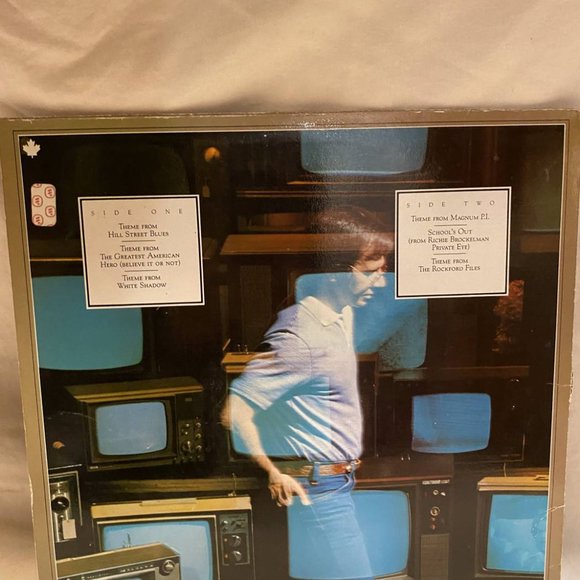 SIDE ONE
THEME FROM
HILL STREET BLUES
THEME FROM
THE GREATEST AMERICAN
HERO (BELIEVE IT OR NOT)
THEME FROM
WHITE SHADOW
SIDE TWO
THEME FROM MAGNUM P.I.
SCHOOL'S OUT
(FROM RICHIE BROCKELMAN
PRIVATE EYE)
THEME FROM
THE ROCKFORD FILES